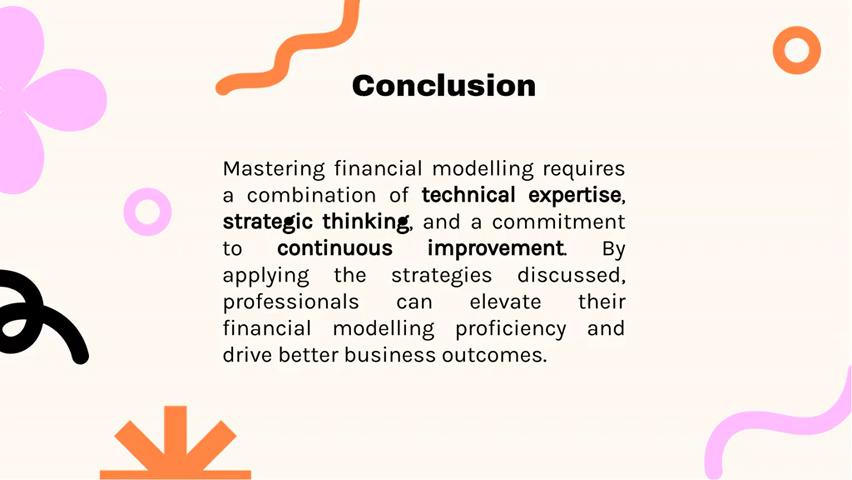 Conclusion
Mastering financial modelling requires
a combination of technical expertise,
strategic thinking, and a commitment
to continuous improvement. By
applying the strategies discussed,
professionals can elevate their
financial modelling proficiency and
drive better business outcomes.